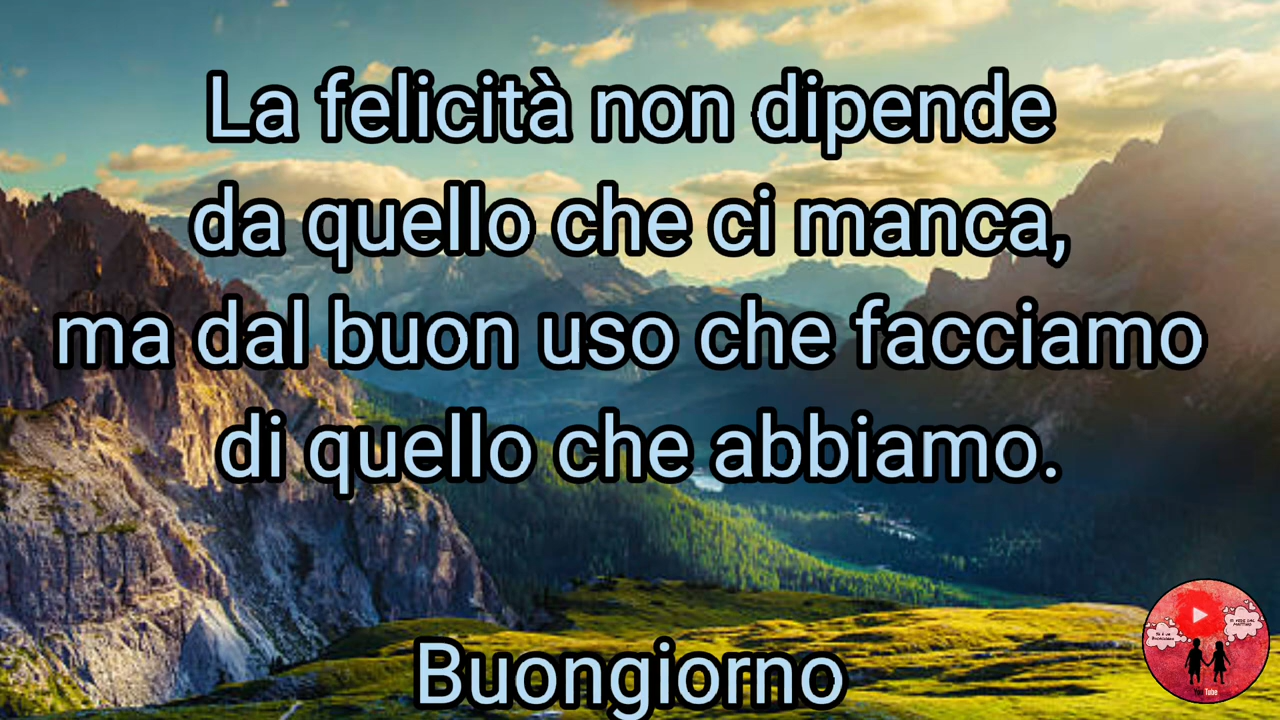 La felicità non dipende
da quello che ci manca,
ma dal buon uso che facciamo
di quello che abbiamo.
Buongiorno
YouTube